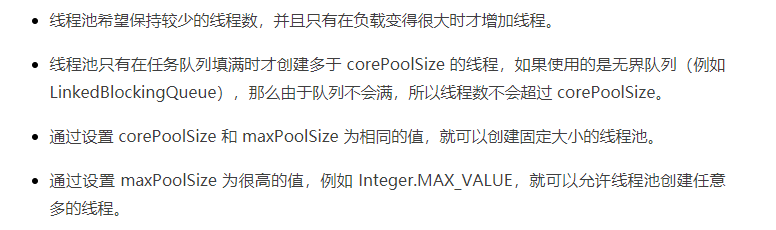 线程池希望保持较少的线程数，并且只有在负载变得很大时才增加线程。
线程池只有在任务队列填满时才创建多于 corePoolSize 的线程，如果使用的是无界队列（例如
LinkedBlockingQueue），那么由于队列不会满，所以线程数不会超过 corePoolSize。
通过设置 corePoolSize 和 maxPoolSize 为相同的值，就可以创建固定大小的线程池。
通过设置 maxPoolSize 为很高的值，例如 Integer.MAX_VALUE，就可以允许线程池创建任意
多的线程。